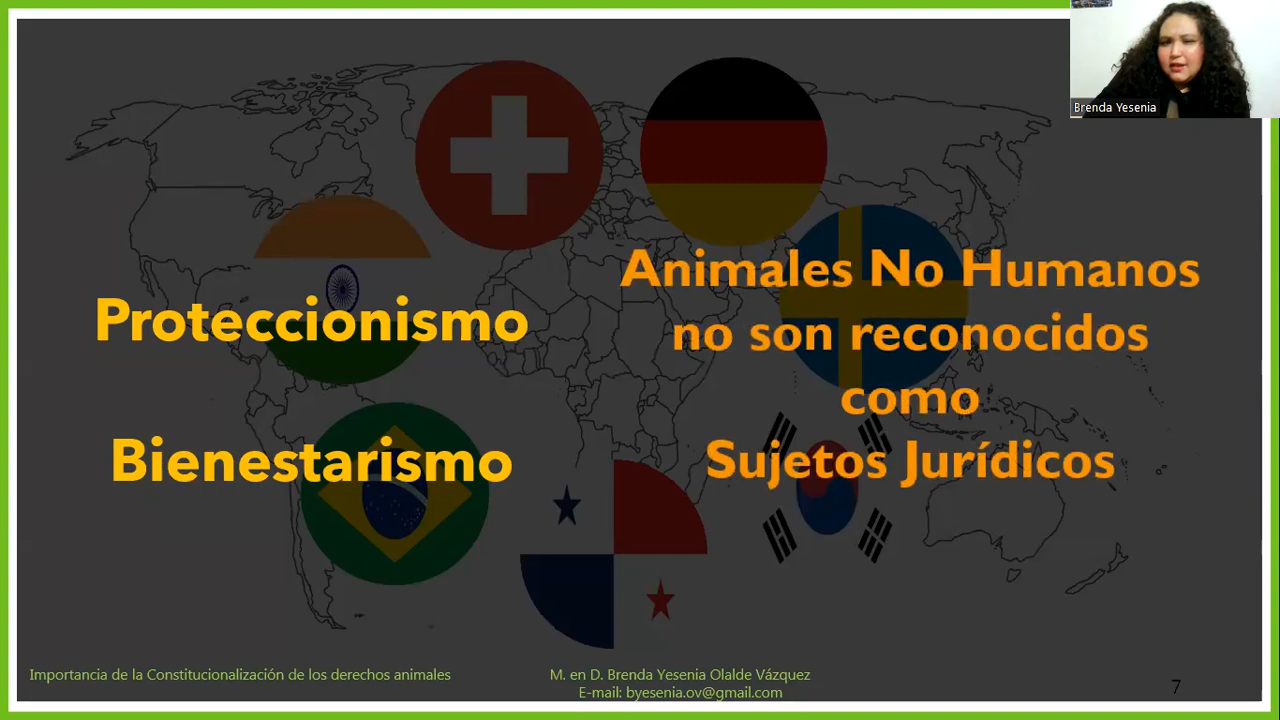 Brenda Yesenia
Proteccionismo
Bienestarismo
Animales No Humanos
no son reconocidos
como
Sujetos Jurídicos
Importancia de la Constitucionalización de los derechos animales
M. en D. Brenda Yesenia Olalde Vázquez
E-mail: byesenia.ov@gmail.com
7